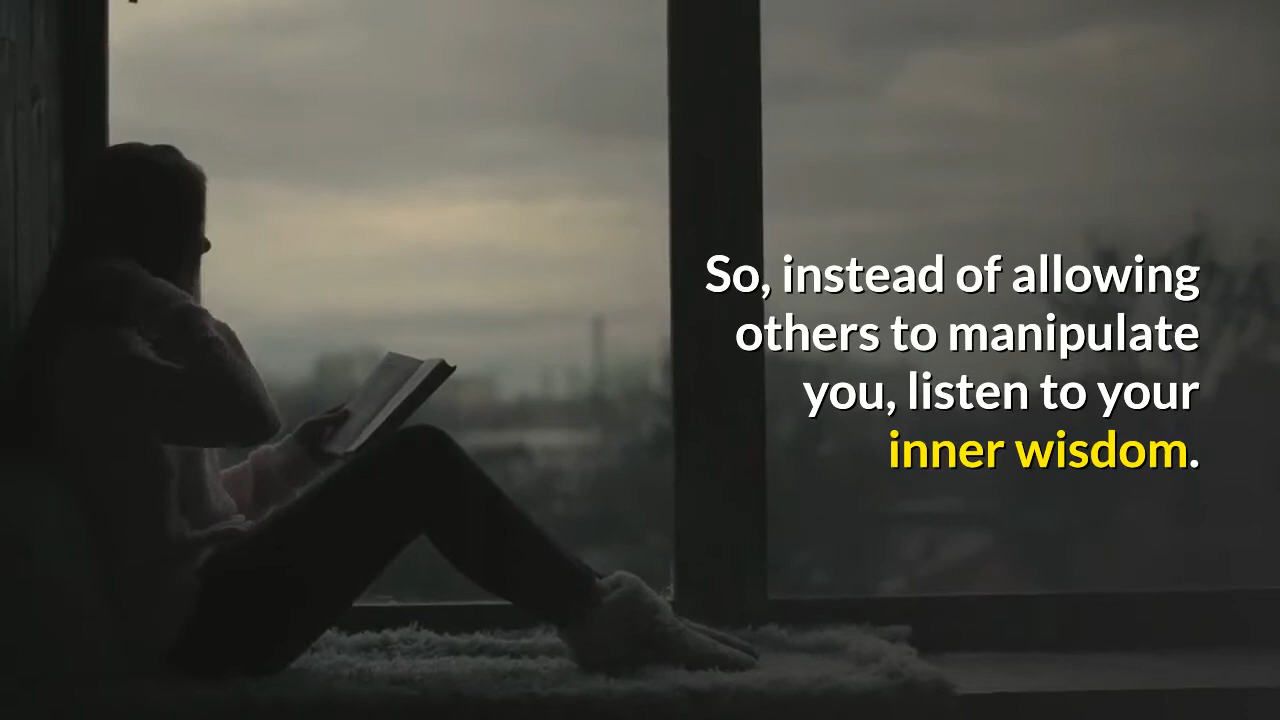 So, instead of allowing
others to manipulate
you, listen to your
inner wisdom.